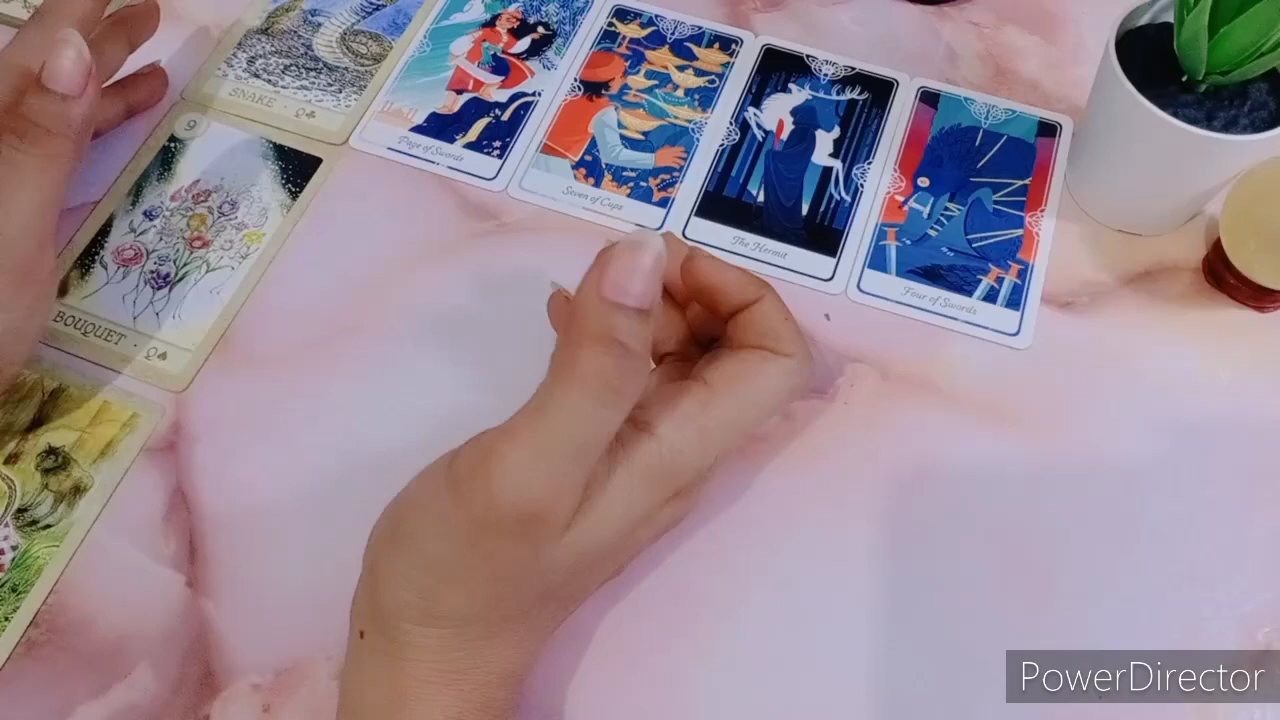 SNAKE · Q♣
Page of Swords
Seven of Cups
The Hermit
Four of Swords
9
BOUQUET · Q♠
PowerDirector